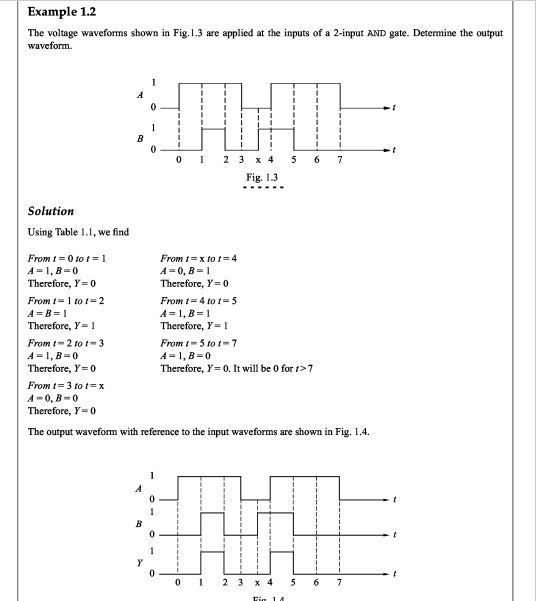 Example 1.2
The voltage waveforms shown in Fig.1.3 are applied at the inputs of a 2-input AND gate. Determine the output
waveform.
1
A
0
t
1
B
0
t
0 1 2 3 x 4 5 6 7
Fig. 1.3
Solution
Using Table 1.1, we find
From t = 0 to t = 1
A = 1, B = 0
Therefore, Y = 0
From t = 1 to t = 2
A = B = 1
Therefore, Y = 1
From t = 2 to t = 3
A = 1, B = 0
Therefore, Y = 0
From t = 3 to t = x
A = 0, B = 0
Therefore, Y = 0
From t = x to t = 4
A = 0, B = 1
Therefore, Y = 0
From t = 4 to t = 5
A = 1, B = 1
Therefore, Y = 1
From t = 5 to t = 7
A = 1, B = 0
Therefore, Y = 0. It will be 0 for t > 7
The output waveform with reference to the input waveforms are shown in Fig. 1.4.
1
A
0
t
1
B
0
t
1
Y
0
t
0 1 2 3 x 4 5 6 7
Fig. 1.4